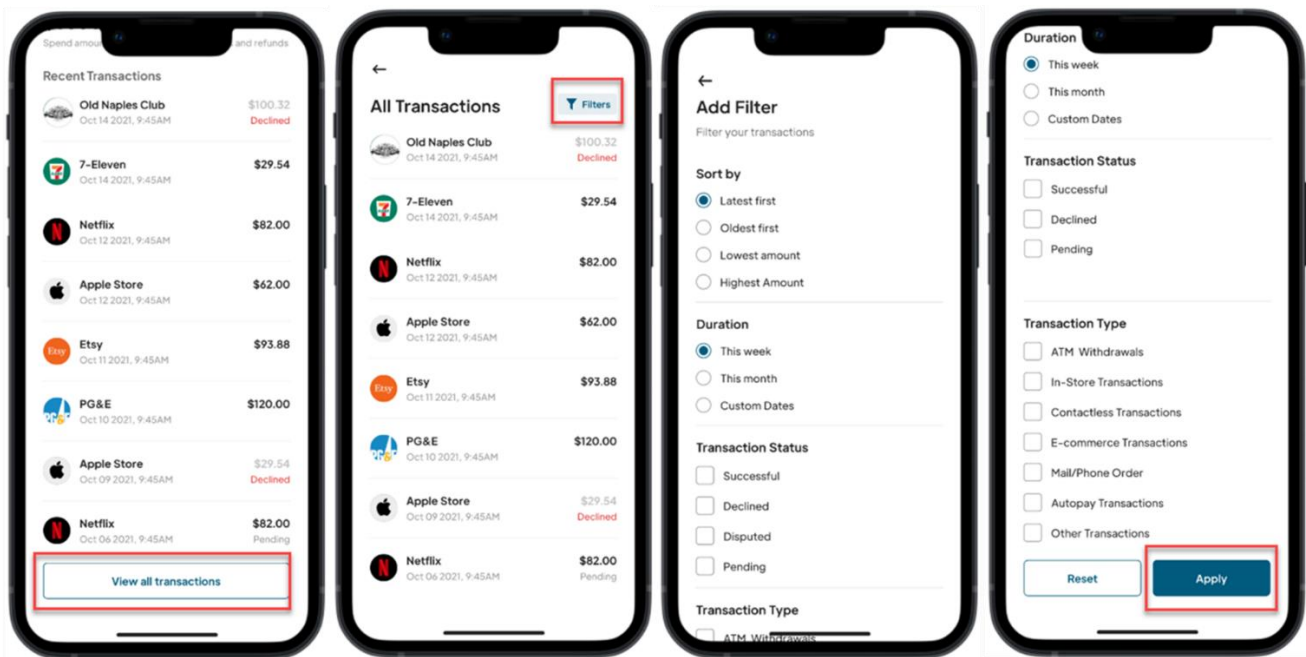 Spend amou and refunds
Recent Transactions
Old Naples Club $100.32
Oct 14 2021, 9:45AM Declined
7-Eleven $29.54
Oct 14 2021, 9:45AM
Netflix $82.00
Oct 12 2021, 9:45AM
Apple Store $62.00
Oct 12 2021, 9:45AM
Etsy
Etsy $93.88
Oct 11 2021, 9:45AM
PG&E $120.00
Oct 10 2021, 9:45AM
Apple Store $29.54
Oct 09 2021, 9:45AM Declined
Netflix $82.00
Oct 06 2021, 9:45AM Pending
View all transactions
All Transactions Filters
Old Naples Club $100.32
Oct 14 2021, 9:45AM Declined
7-Eleven $29.54
Oct 14 2021, 9:45AM
Netflix $82.00
Oct 12 2021, 9:45AM
Apple Store $62.00
Oct 12 2021, 9:45AM
Etsy
Etsy $93.88
Oct 11 2021, 9:45AM
PG&E $120.00
Oct 10 2021, 9:45AM
Apple Store $29.54
Oct 09 2021, 9:45AM Declined
Netflix $82.00
Oct 06 2021, 9:45AM Pending
Add Filter
Filter your transactions
Sort by
Latest first
Oldest first
Lowest amount
Highest Amount
Duration
This week
This month
Custom Dates
Transaction Status
Successful
Declined
Disputed
Pending
Transaction Type
ATM Withdrawals
Duration
This week
This month
Custom Dates
Transaction Status
Successful
Declined
Pending
Transaction Type
ATM Withdrawals
In-Store Transactions
Contactless Transactions
E-commerce Transactions
Mail/Phone Order
Autopay Transactions
Other Transactions
Reset Apply